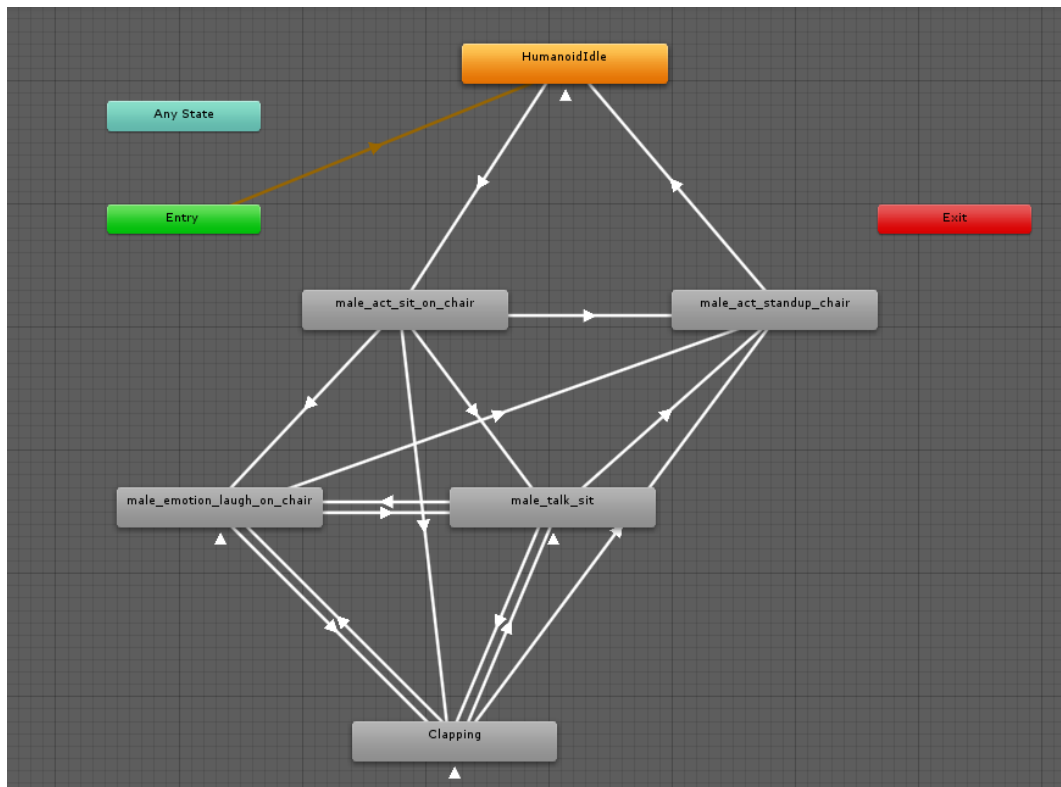 HumanoidIdle
Any State
Entry
Exit
male_act_sit_on_chair
male_act_standup_chair
male_emotion_laugh_on_chair
male_talk_sit
Clapping